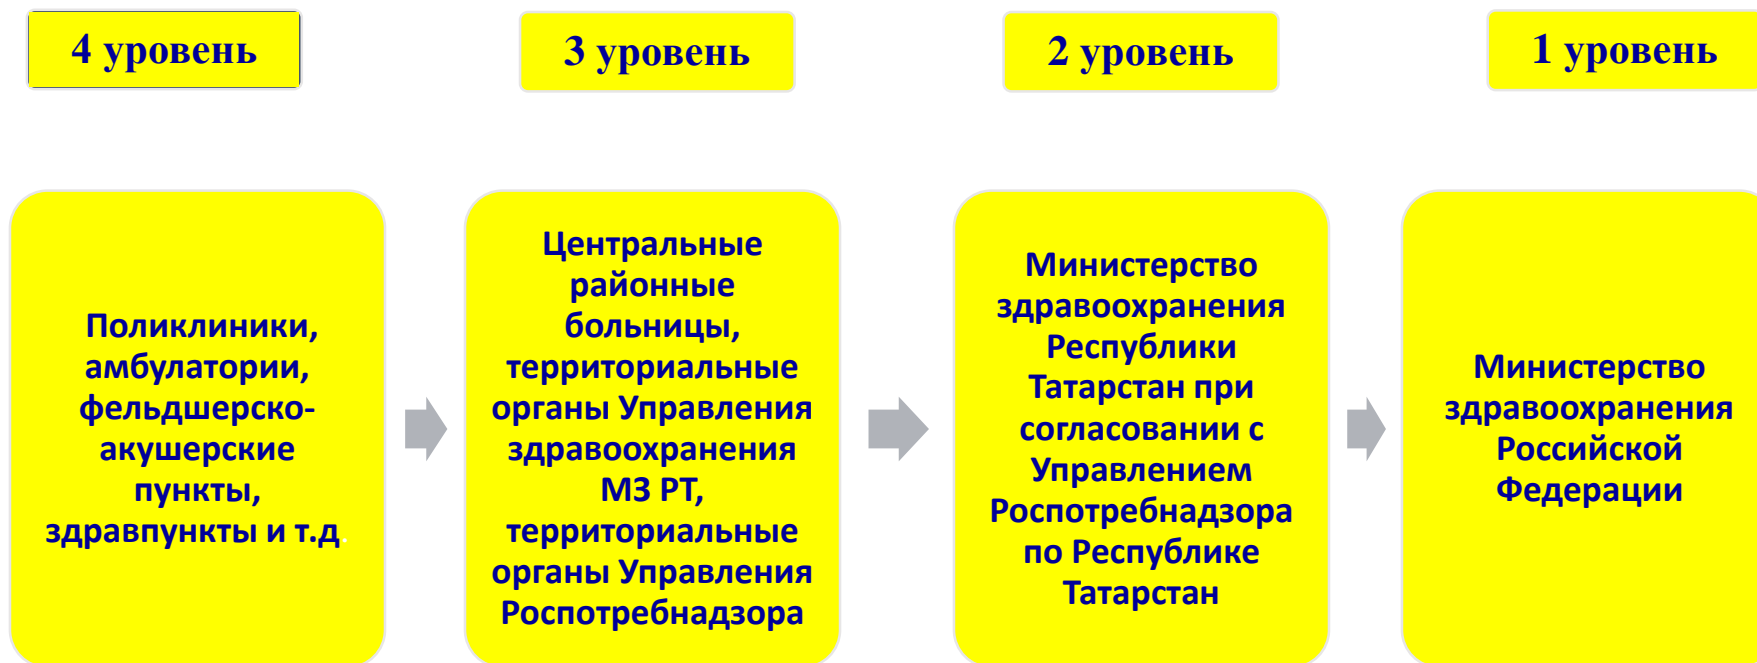 4 уровень
3 уровень
2 уровень
1 уровень
Поликлиники,
амбулатории,
фельдшерско-
акушерские
пункты,
здравпункты и т.д.
Центральные
районные
больницы,
территориальные
органы Управления
здравоохранения
МЗ РТ,
территориальные
органы Управления
Роспотребнадзора
Министерство
здравоохранения
Республики
Татарстан при
согласовании с
Управлением
Роспотребнадзора
по Республике
Татарстан
Министерство
здравоохранения
Российской
Федерации